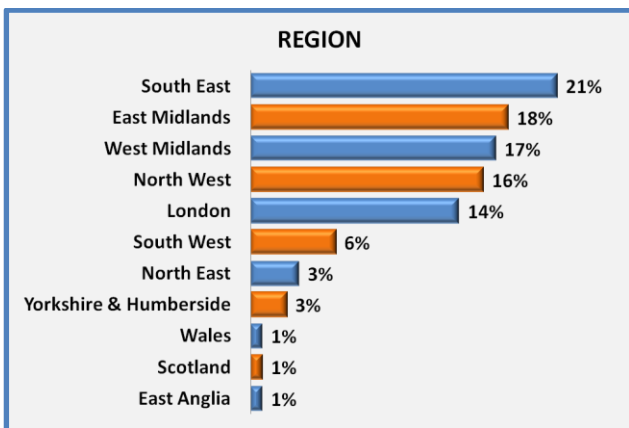 REGION
South East 21%
East Midlands 18%
West Midlands 17%
North West 16%
London 14%
South West 6%
North East 3%
Yorkshire & Humberside 3%
Wales 1%
Scotland 1%
East Anglia 1%